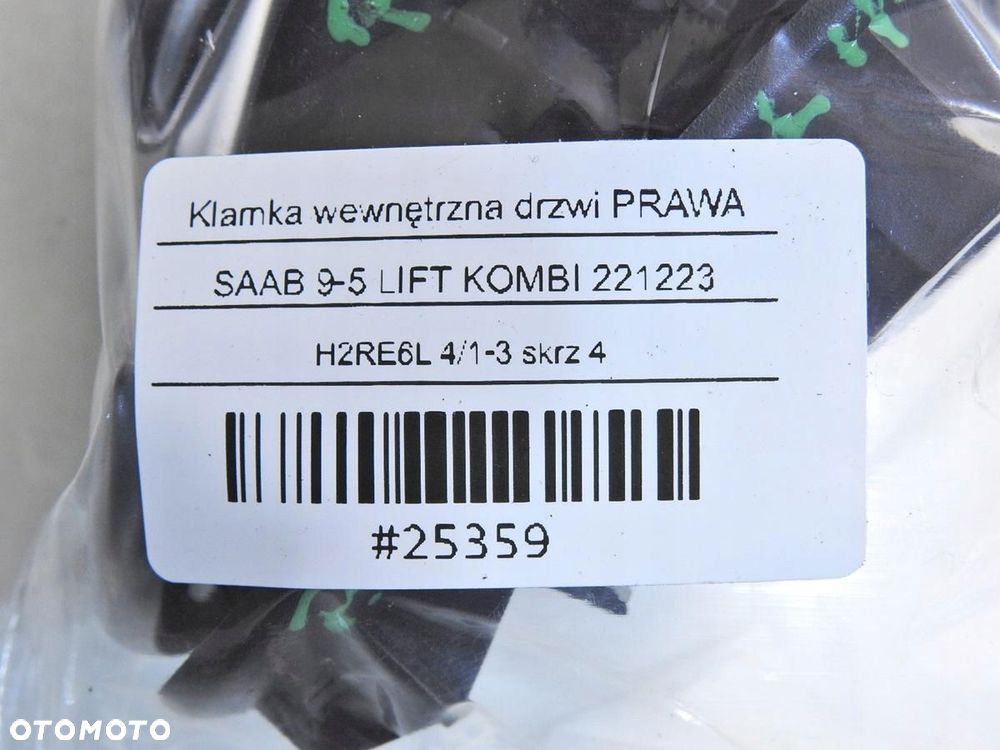 Klamka wewnętrzna drzwi PRAWA
SAAB 9-5 LIFT KOMBI 221223
H2RE6L 4/1-3 skrz 4
#25359
OTOMOTO